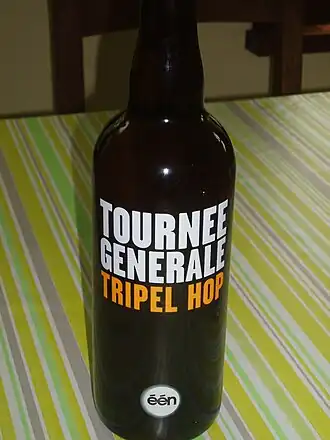 TOURNEE
GENERALE
TRIPEL HOP
één